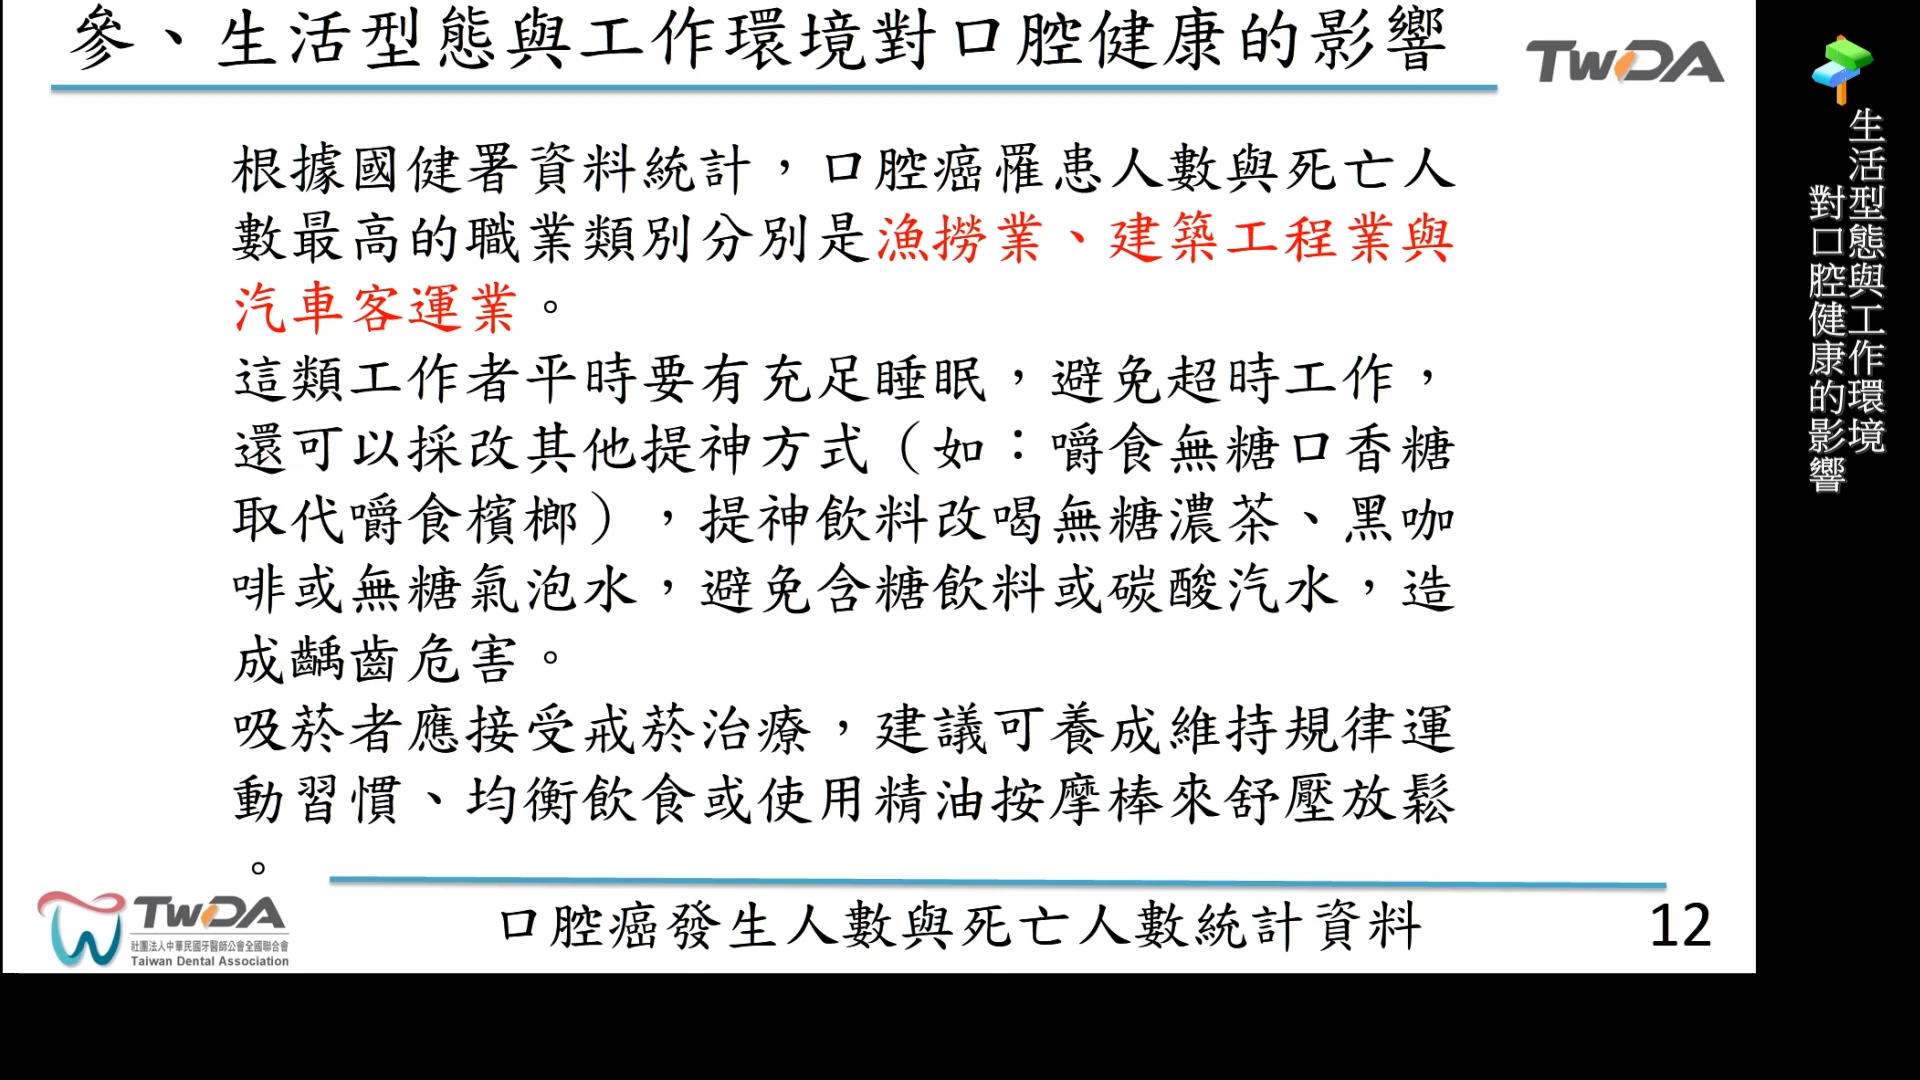 參、生活型態與工作環境對口腔健康的影響
TwDA
根據國健署資料統計，口腔癌罹患人數與死亡人
數最高的職業類別分別是漁撈業、建築工程業與
汽車客運業。
這類工作者平時要有充足睡眠，避免超時工作，
還可以採改其他提神方式（如：嚼食無糖口香糖
取代嚼食檳榔），提神飲料改喝無糖濃茶、黑咖
啡或無糖氣泡水，避免含糖飲料或碳酸汽水，造
成齲齒危害。
吸菸者應接受戒菸治療，建議可養成維持規律運
動習慣、均衡飲食或使用精油按摩棒來舒壓放鬆
。
TwDA
社團法人中華民國牙醫師公會全國聯合會
Taiwan Dental Association
口腔癌發生人數與死亡人數統計資料
12
生活型態與工作環境
對口腔健康的影響